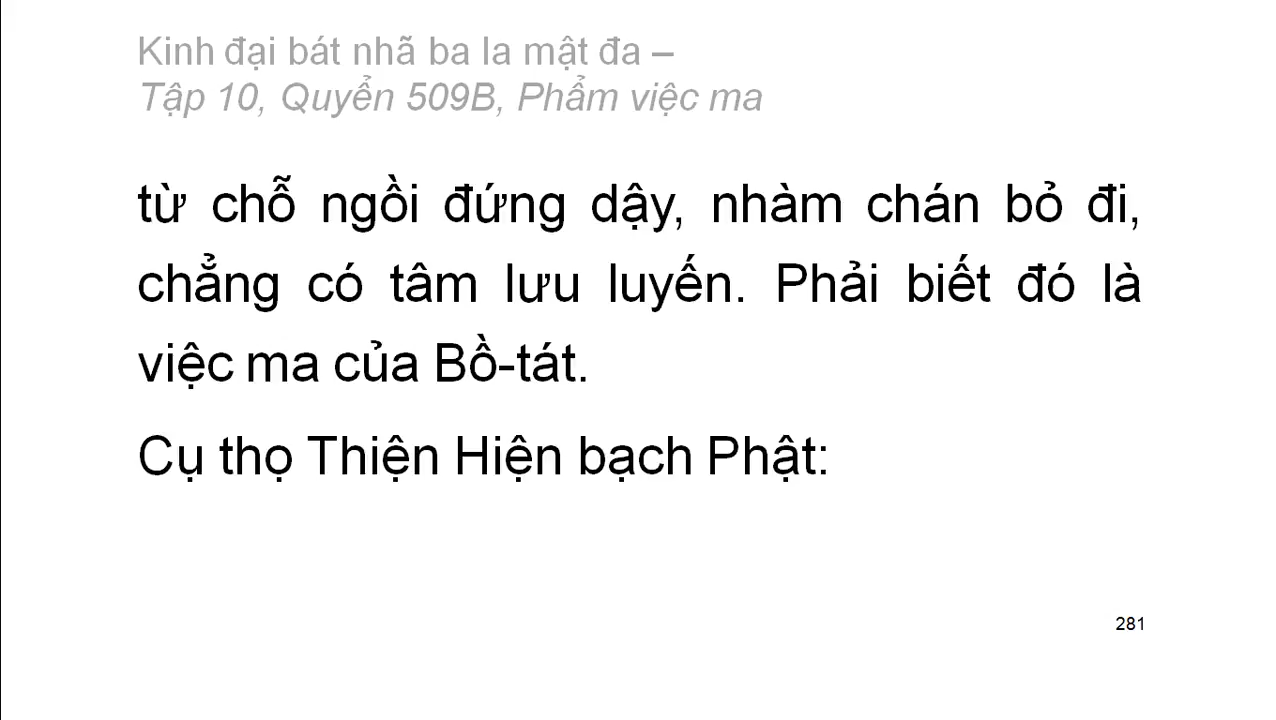 Kinh đại bát nhã ba la mật đa –
Tập 10, Quyển 509B, Phẩm việc ma
từ chỗ ngồi đứng dậy, nhàm chán bỏ đi,
chẳng có tâm lưu luyến. Phải biết đó là
việc ma của Bồ-tát.
Cụ thọ Thiện Hiện bạch Phật:
281